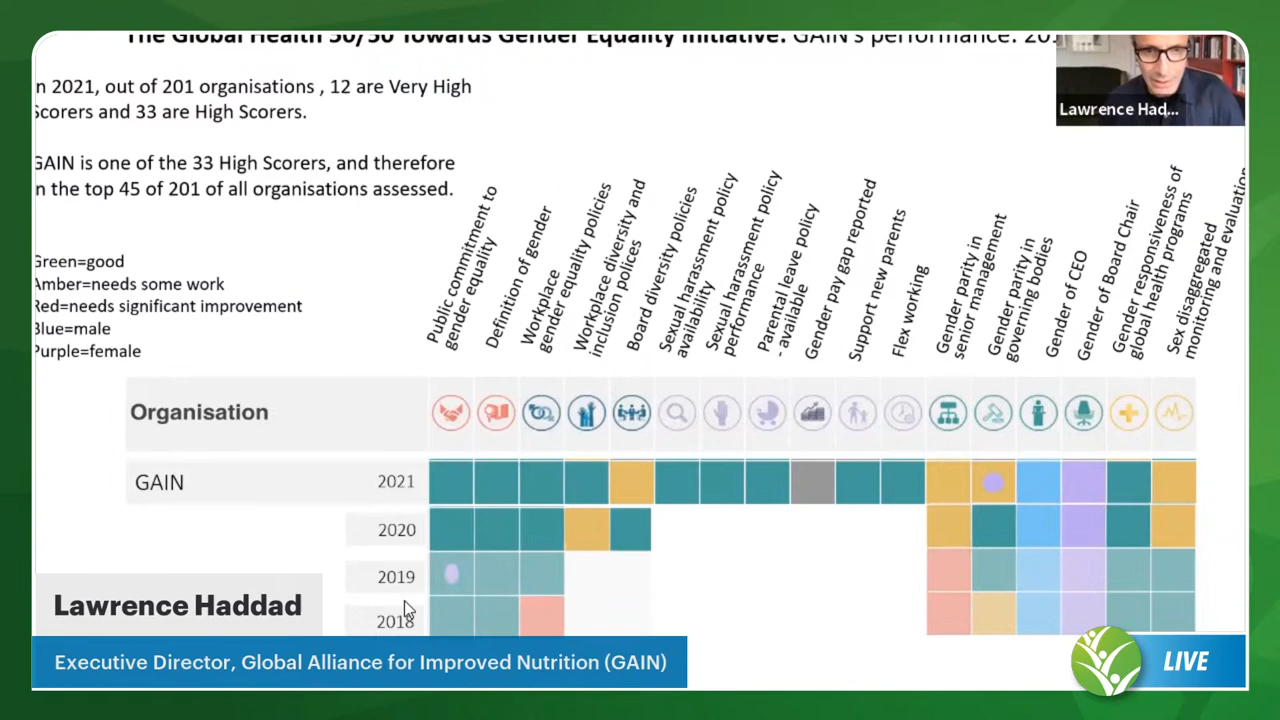 The Global Health 50/50 Towards Gender Equality Initiative. GAIN's performance. 20
n 2021, out of 201 organisations , 12 are Very High
Scorers and 33 are High Scorers.
GAIN is one of the 33 High Scorers, and therefore
n the top 45 of 201 of all organisations assessed.
Green=good
Amber=needs some work
Red=needs significant improvement
Blue=male
Purple=female
Lawrence Had...
Public commitment to
gender equality
Definition of gender
Workplace
gender equality policies
Workplace diversity and
inclusion polices
Board diversity policies
Sexual harassment policy
availability
Sexual harassment policy
performance
Parental leave policy
- available
Gender pay gap reported
Support new parents
Flex working
Gender parity in
senior management
Gender parity in
governing bodies
Gender of CEO
Gender of Board Chair
Gender responsiveness of
global health programs
Sex disaggregated
monitoring and evaluation
Organisation
GAIN 2021
2020
2019
2018
Lawrence Haddad
Executive Director, Global Alliance for Improved Nutrition (GAIN)
LIVE